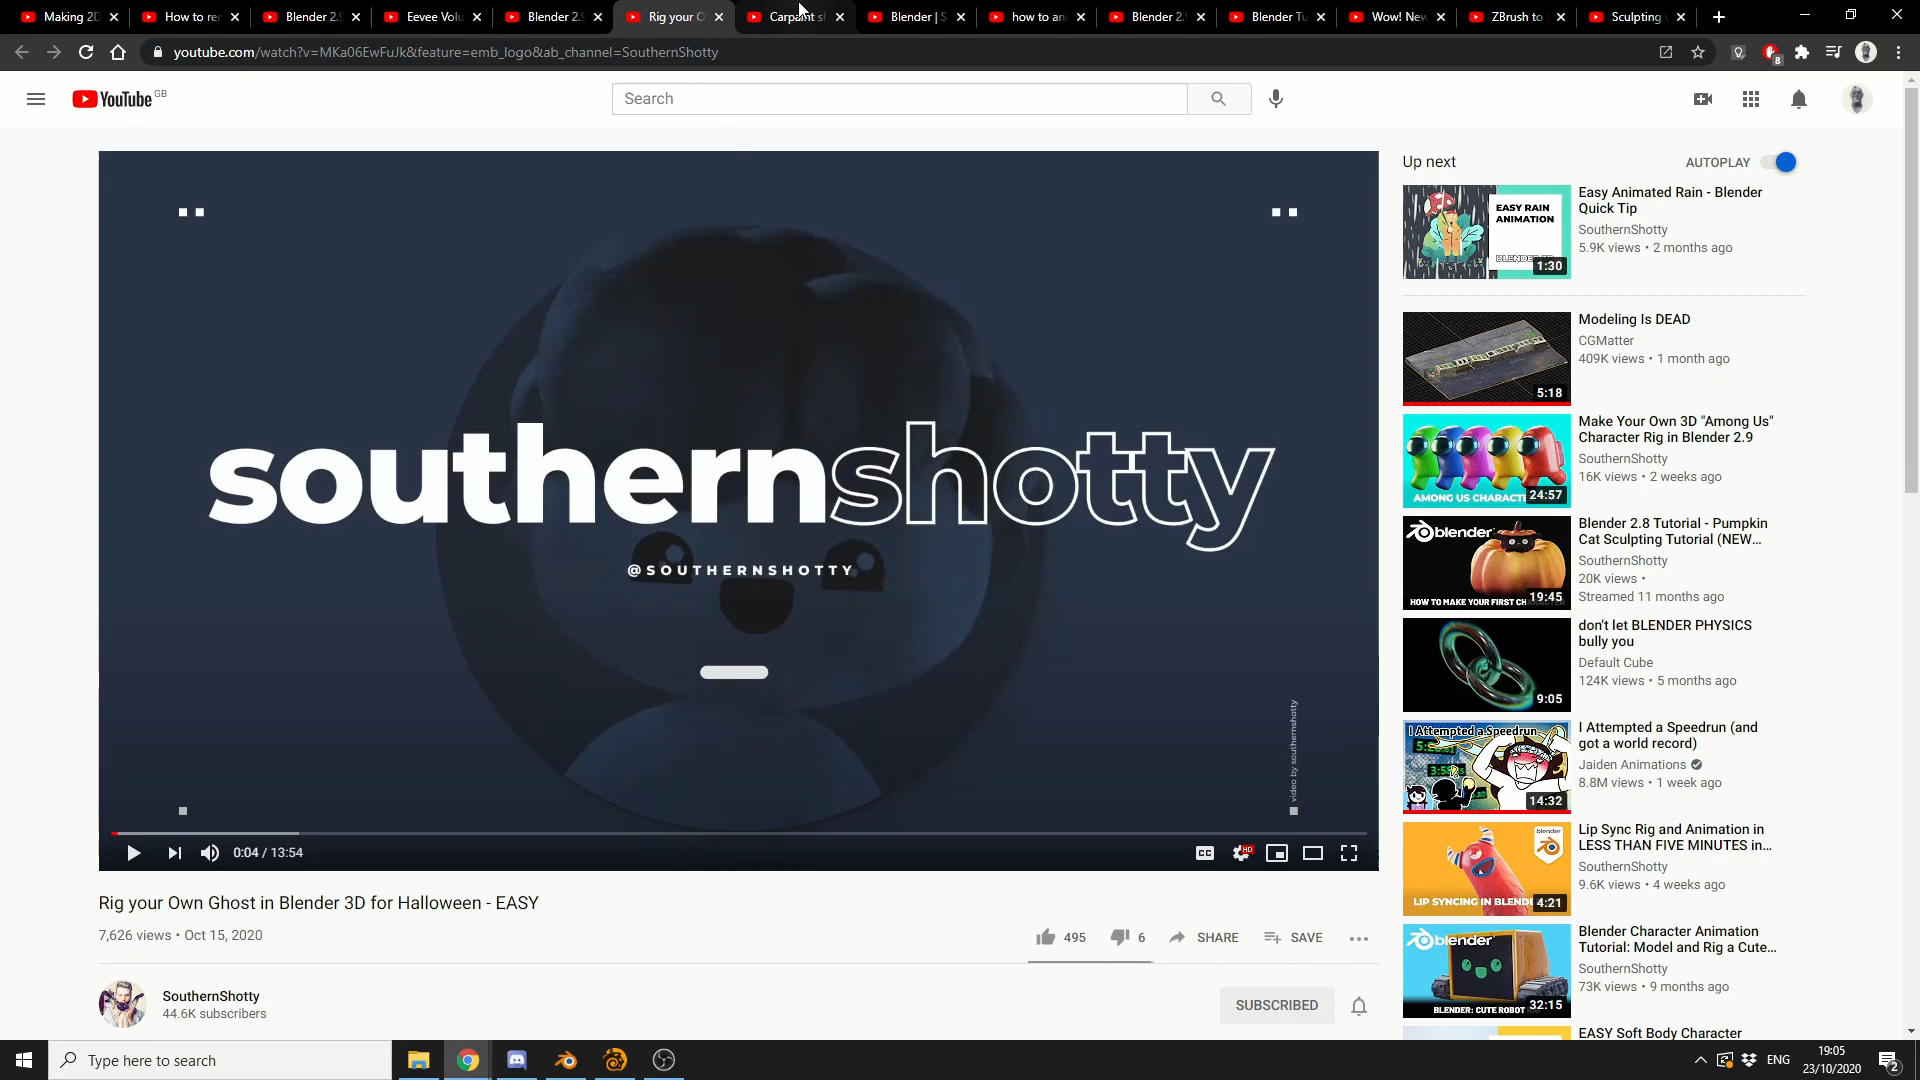 Making 2D
How to re
Blender 2.9
Eevee Volu
Blender 2.9
Rig your O
Carpaint s
Blender | S
how to an
Blender 2.
Blender Tu
Wow! New
ZBrush to
Sculpting
youtube.com/watch?v=MKa06EwFuJk&feature=emb_logo&ab_channel=SouthernShotty
8
YouTube GB
Search
southernshotty
@SOUTHERNSHOTTY
video by southernshotty
0:04 / 13:54
CC
HD
Rig your Own Ghost in Blender 3D for Halloween - EASY
7,626 views • Oct 15, 2020
495
6
SHARE
SAVE
SouthernShotty
44.6K subscribers
SUBSCRIBED
Up next
AUTOPLAY
EASY RAIN
ANIMATION
1:30
Easy Animated Rain - Blender
Quick Tip
SouthernShotty
5.9K views • 2 months ago
5:18
Modeling Is DEAD
CGMatter
409K views • 1 month ago
AMONG US CHARACT
24:57
Make Your Own 3D "Among Us"
Character Rig in Blender 2.9
SouthernShotty
16K views • 2 weeks ago
blender
HOW TO MAKE YOUR FIRST CH
19:45
Blender 2.8 Tutorial - Pumpkin
Cat Sculpting Tutorial (NEW...
SouthernShotty
20K views •
Streamed 11 months ago
9:05
don't let BLENDER PHYSICS
bully you
Default Cube
124K views • 5 months ago
I Attempted a Speedrun
14:32
I Attempted a Speedrun (and
got a world record)
Jaiden Animations
8.8M views • 1 week ago
blender
LIP SYNCING IN BLENDE
4:21
Lip Sync Rig and Animation in
LESS THAN FIVE MINUTES in...
SouthernShotty
9.6K views • 4 weeks ago
blender
BLENDER: CUTE ROBOT
32:15
Blender Character Animation
Tutorial: Model and Rig a Cute...
SouthernShotty
73K views • 9 months ago
EASY Soft Body Character
Type here to search
ENG
19:05
23/10/2020
2